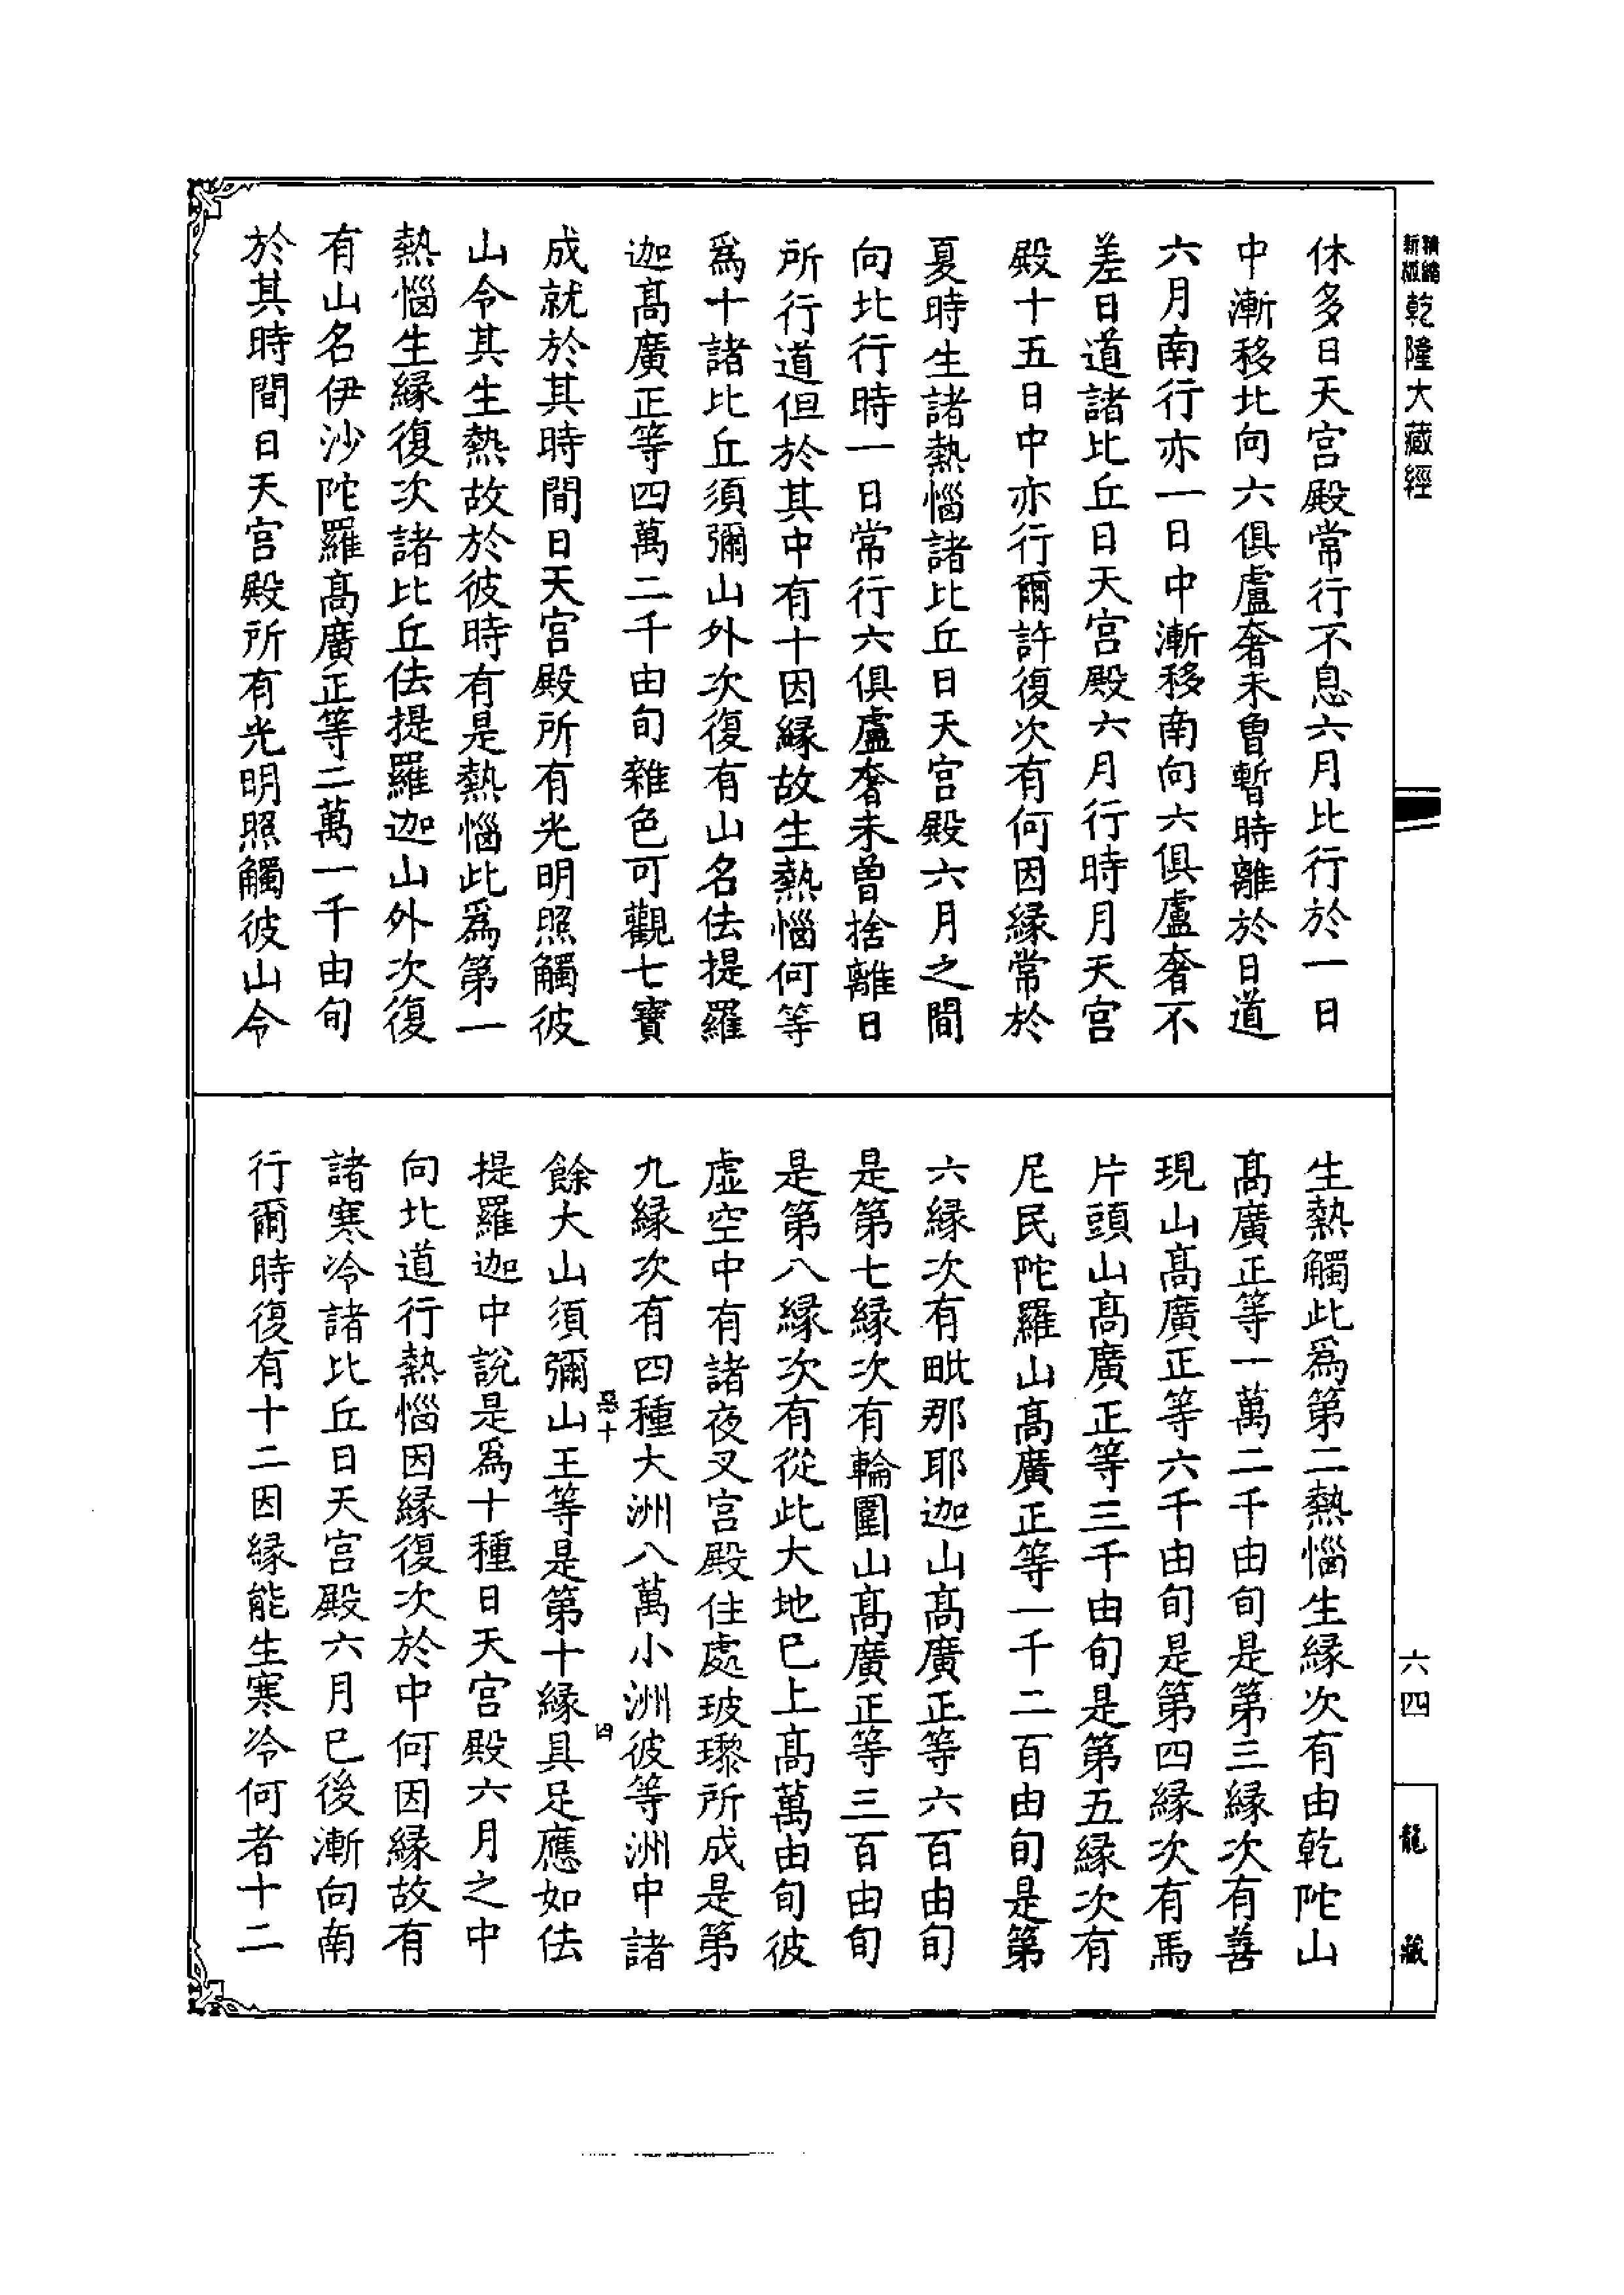 乾隆大藏經
休多日天宮殿常行不息六月比行於一日
中漸移北向六俱盧奢未曾暫時離於日道
六月南行亦一日中漸移南向六俱盧奢不
差日道諸比丘日天宮殿六月行時月天宮
殿十五日中亦行爾許復次有何因緣常於
夏時生諸熱惱諸比丘日天宮殿六月之間
向北行時一日常行六俱盧奢未曾捨離日
所行道但於其中有十因緣故生熱惱何等
爲十諸比丘須彌山外次復有山名佉提羅
迦髙廣正等四萬二千由旬雜色可觀七寶
成就於其時間日天宮殿所有光明照觸彼
山令其生熱故於彼時有是熱惱此爲第一
熱惱生緣復次諸比丘佉提羅迦山外次復
有山名伊沙陀羅髙廣正等二萬一千由旬
於其時間日天宮殿所有光明照觸彼山令
生熱觸此爲第二熱惱生緣次有由乾陀山
髙廣正等一萬二千由旬是第三緣次有善
現山髙廣正等六千由旬是第四緣次有馬
片頭山髙廣正等三千由旬是第五緣次有
尼民陀羅山髙廣正等一千二百由旬是第
六緣次有毗那耶迦山髙廣正等六百由旬
是第七緣次有輪圍山髙廣正等三百由旬
是第八緣次有從此大地巳上髙萬由旬彼
虛空中有諸夜叉宮殿住處玻瓈所成是第
九緣次有四種大洲八萬小洲彼等洲中諸
惡十
四
餘大山須彌山王等是第十緣具足應如佉
提羅迦中說是爲十種日天宮殿六月之中
向北道行熱惱因緣復次於中何因緣故有
諸寒冷諸比丘日天宮殿六月巳後漸向南
行爾時復有十二因緣能生寒冷何者十二
六四
龍藏